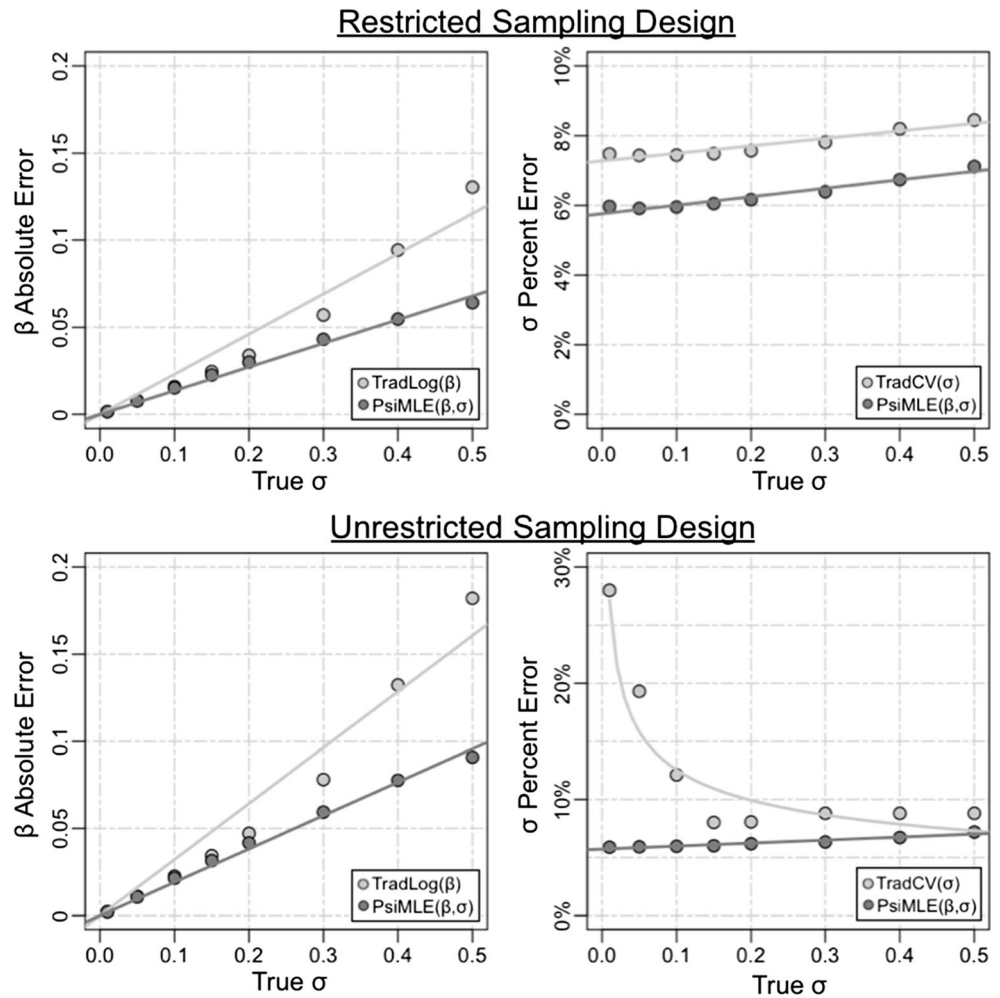 Restricted Sampling Design
β Absolute Error
0.2
0.15
0.1
0.05
0
0.0 0.1 0.2 0.3 0.4 0.5
True σ
TradLog(β)
PsiMLE(β,σ)
σ Percent Error
10%
8%
6%
4%
2%
0%
0.0 0.1 0.2 0.3 0.4 0.5
True σ
TradCV(σ)
PsiMLE(β,σ)
Unrestricted Sampling Design
β Absolute Error
0.2
0.15
0.1
0.05
0
0.0 0.1 0.2 0.3 0.4 0.5
True σ
TradLog(β)
PsiMLE(β,σ)
σ Percent Error
30%
20%
10%
0%
0.0 0.1 0.2 0.3 0.4 0.5
True σ
TradCV(σ)
PsiMLE(β,σ)